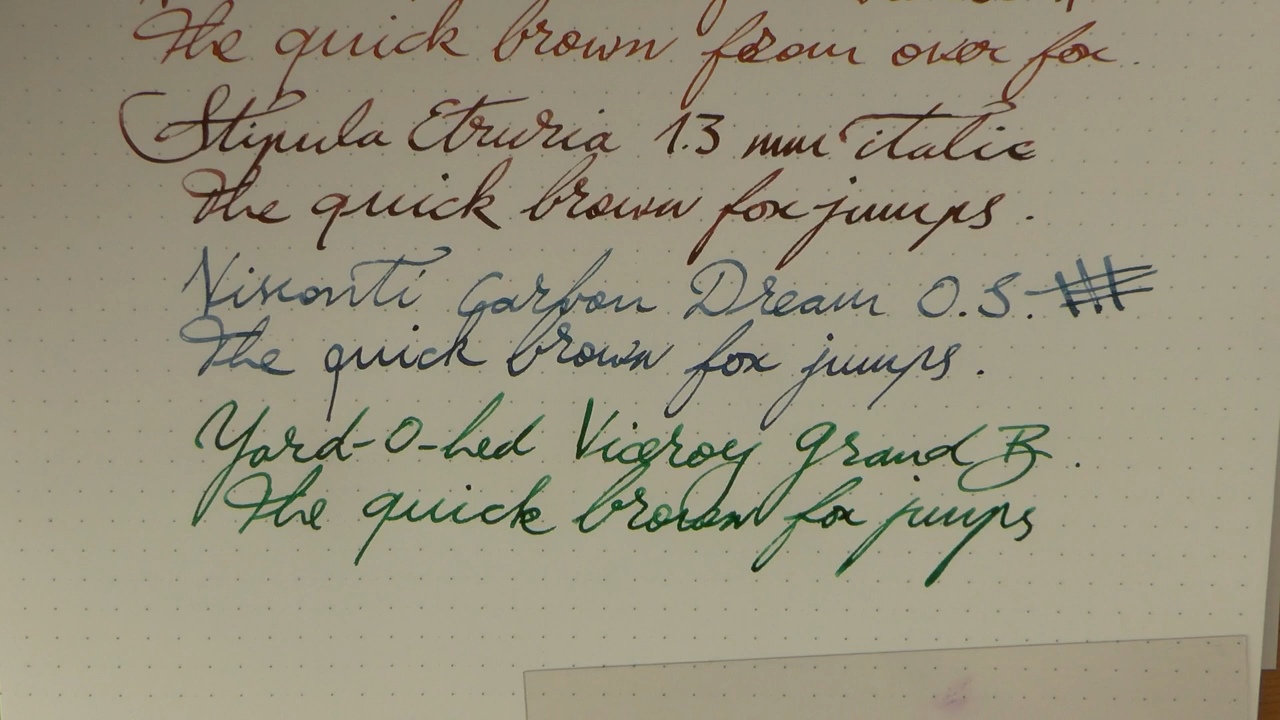 The quick brown from over fox.
Stipula Etruria 1.3 mm italic
The quick brown fox jumps.
Visconti Carbon Dream O.S.
The quick brown fox jumps.
Yard-O-Led Viceroy Grand B.
The quick brown fox jumps